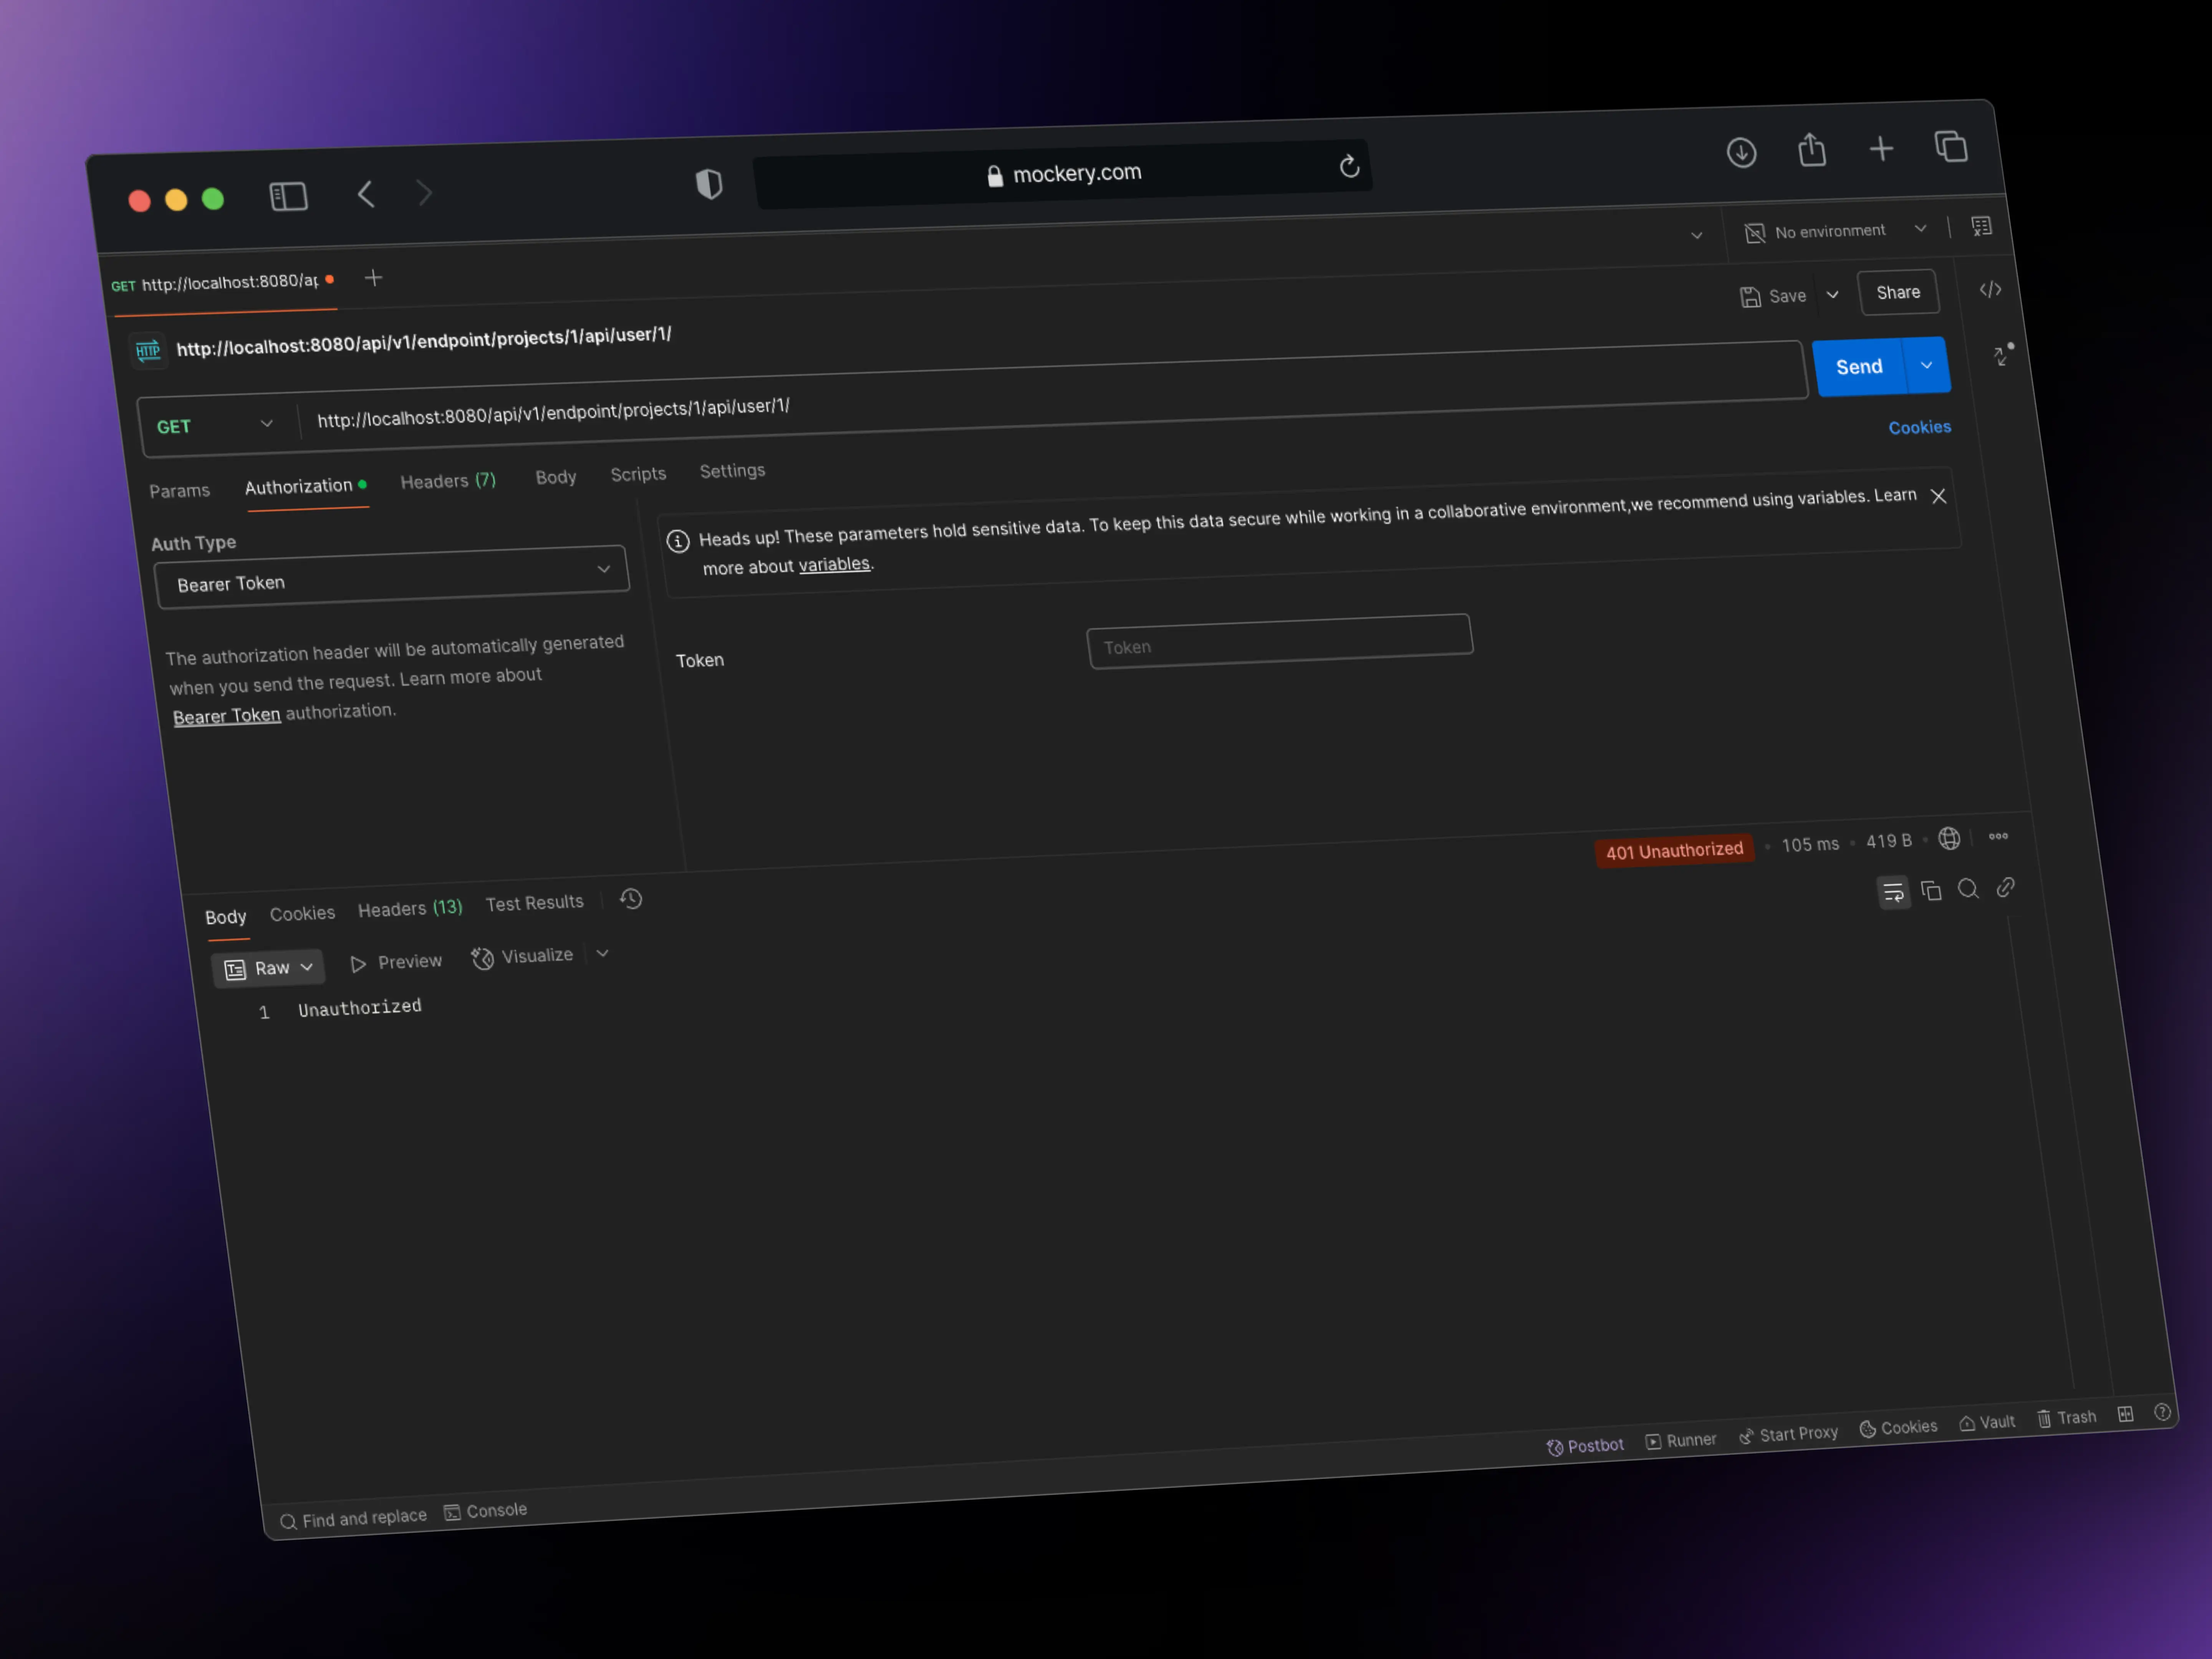 mockery.com
GET http://localhost:8080/ap
No environment
http://localhost:8080/api/v1/endpoint/projects/1/api/user/1/
Save
Share
HTTP
GET
http://localhost:8080/api/v1/endpoint/projects/1/api/user/1/
Send
Cookies
Params
Authorization
Headers (7)
Body
Scripts
Settings
Auth Type
Bearer Token
The authorization header will be automatically generated
when you send the request. Learn more about
Bearer Token authorization.
Heads up! These parameters hold sensitive data. To keep this data secure while working in a collaborative environment,we recommend using variables. Learn
more about variables.
Token
Token
401 Unauthorized
105 ms
419 B
Body
Cookies
Headers (13)
Test Results
Raw
Preview
Visualize
1 Unauthorized
Find and replace
Console
Postbot
Runner
Start Proxy
Cookies
Vault
Trash